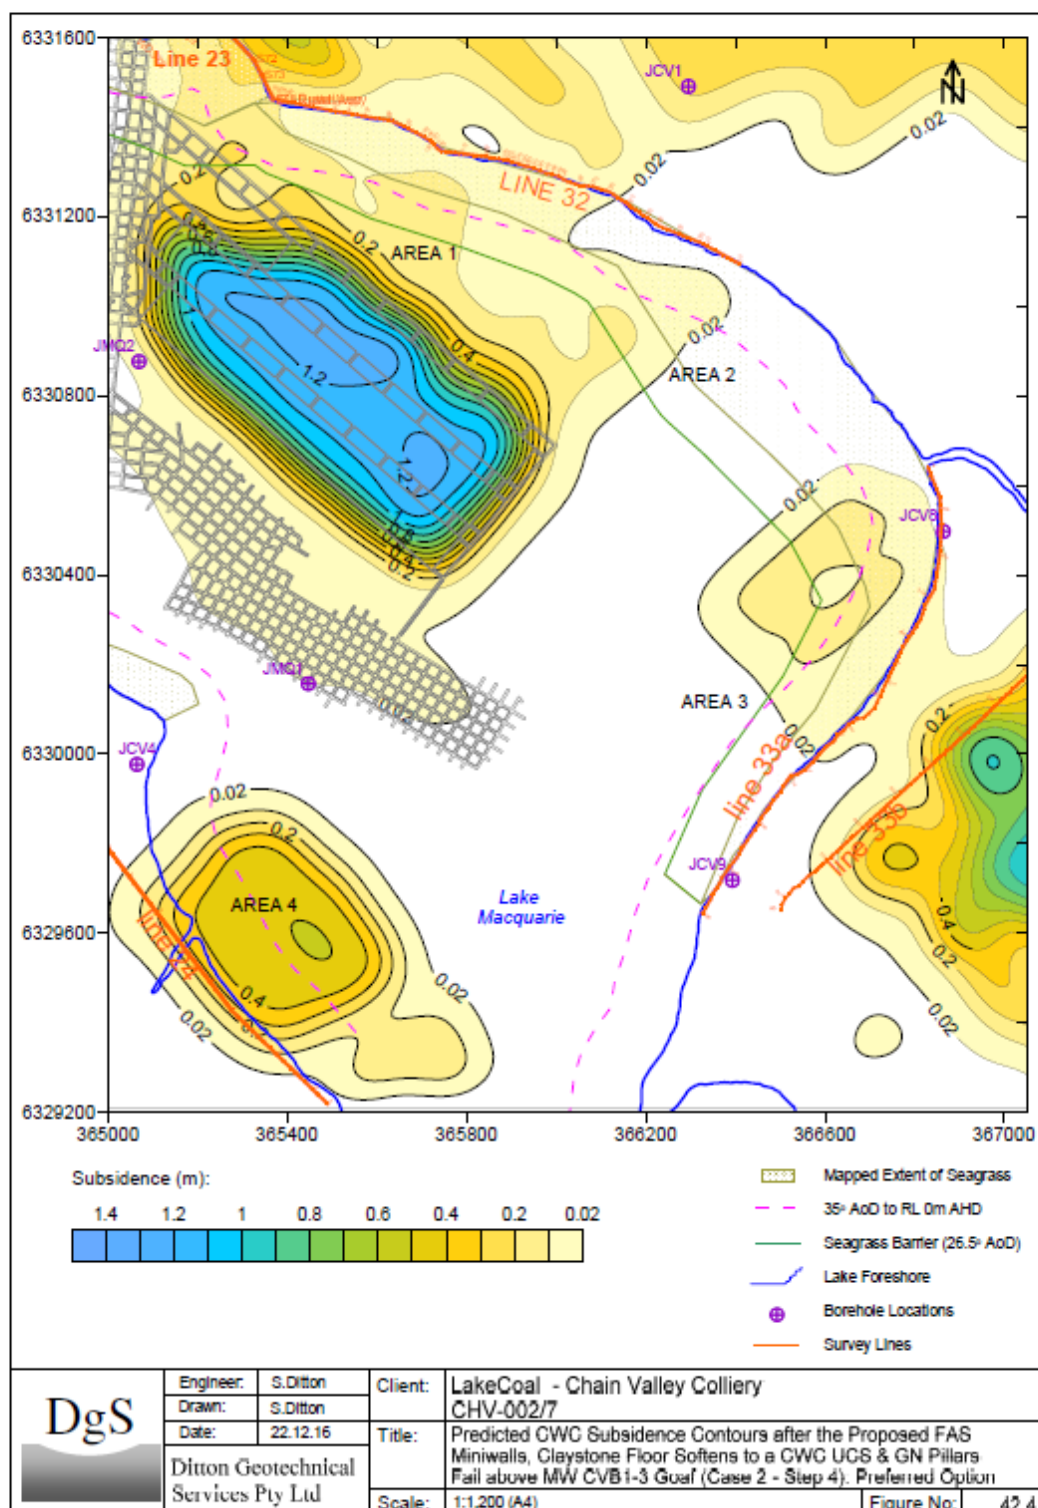 6331600
6331200
6330800
6330400
6330000
6329600
6329200
365000
365400
365800
366200
366600
367000
Line 23
LINE 32
line 33a
line 33b
JCV1
N
JMQ2
JMQ1
JCV4
JCV9
AREA 1
AREA 2
AREA 3
AREA 4
Lake
Macquarie
0.02
0.02
0.02
0.02
0.02
0.02
0.02
0.02
0.02
0.02
0.2
0.2
0.2
0.2
0.2
0.2
0.4
0.4
0.4
0.4
1.2
1.2
Subsidence (m):
1.4 1.2 1 0.8 0.6 0.4 0.2 0.02
Mapped Extent of Seagrass
35° AoD to RL 0m AHD
Seagrass Barrier (26.5° AoD)
Lake Foreshore
Borehole Locations
Survey Lines
DgS
Engineer: S.Ditton
Drawn: S.Ditton
Date: 22.12.16
Ditton Geotechnical
Services Pty Ltd
Client: LakeCoal - Chain Valley Colliery
CHV-002/7
Title: Predicted CWC Subsidence Contours after the Proposed FAS
Miniwalls, Claystone Floor Softens to a CWC UCS & GN Pillars
Fail above MW CVB1-3 Goaf (Case 2 - Step 4): Preferred Option
Scale: 1:1,200 (A4)
Figure No: